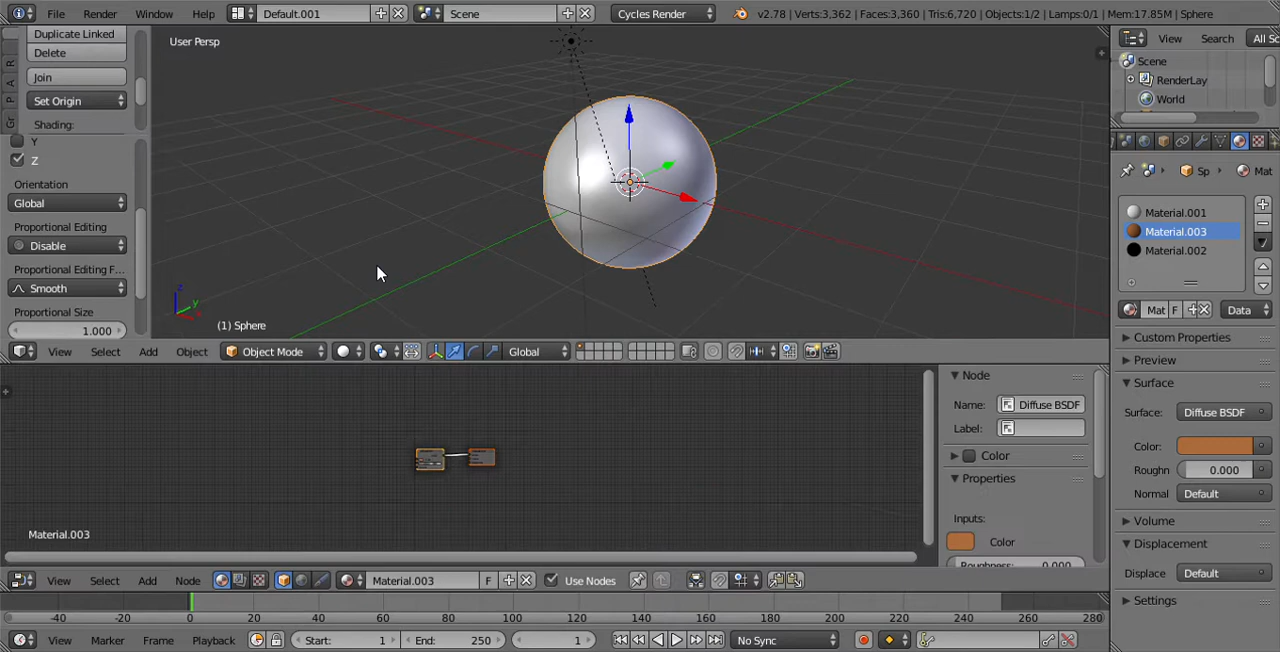 File Render Window Help Default.001 Scene Cycles Render v2.78 | Verts:3,362 | Faces:3,360 | Tris:6,720 | Objects:1/2 | Lamps:0/1 | Mem:17.85M | Sphere
Duplicate Linked
Delete
Join
Set Origin
Shading:
Y
Z
Orientation
Global
Proportional Editing
Disable
Proportional Editing F...
Smooth
Proportional Size
1.000
R
A
P
Gr
User Persp
(1) Sphere
View Select Add Object Object Mode Global
View Search All Sc
Scene
RenderLay
World
Sp Mat
Material.001
Material.003
Material.002
Mat F Data
Custom Properties
Preview
Surface
Surface: Diffuse BSDF
Color:
Roughn 0.000
Normal Default
Volume
Displacement
Displace Default
Settings
Node
Name: Diffuse BSDF
Label:
Color
Properties
Inputs:
Color
Roughness: 0.000
Material.003
View Select Add Node Material.003 F Use Nodes
-40 -20 0 20 40 60 80 100 120 140 160 180 200 220 240 260 280
View Marker Frame Playback Start: 1 End: 250 1 No Sync